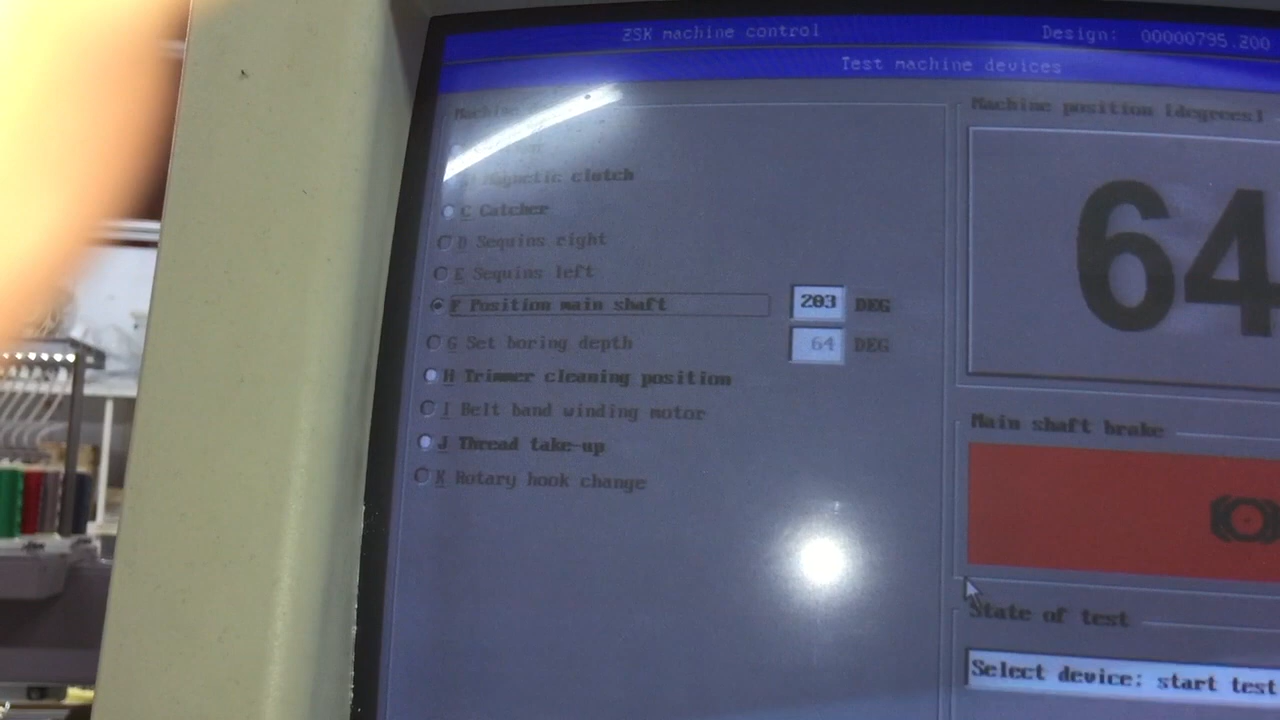 ZSK machine control Design: 00000795.Z00
Test machine devices
Magnetic clutch
C Catcher
D Sequins right
E Sequins left
F Position main shaft 203 DEG
G Set boring depth 64 DEG
H Trimmer cleaning position
I Belt band winding motor
J Thread take-up
K Rotary hook change
Machine position [degrees]
64
Main shaft brake
State of test
Select device; start test